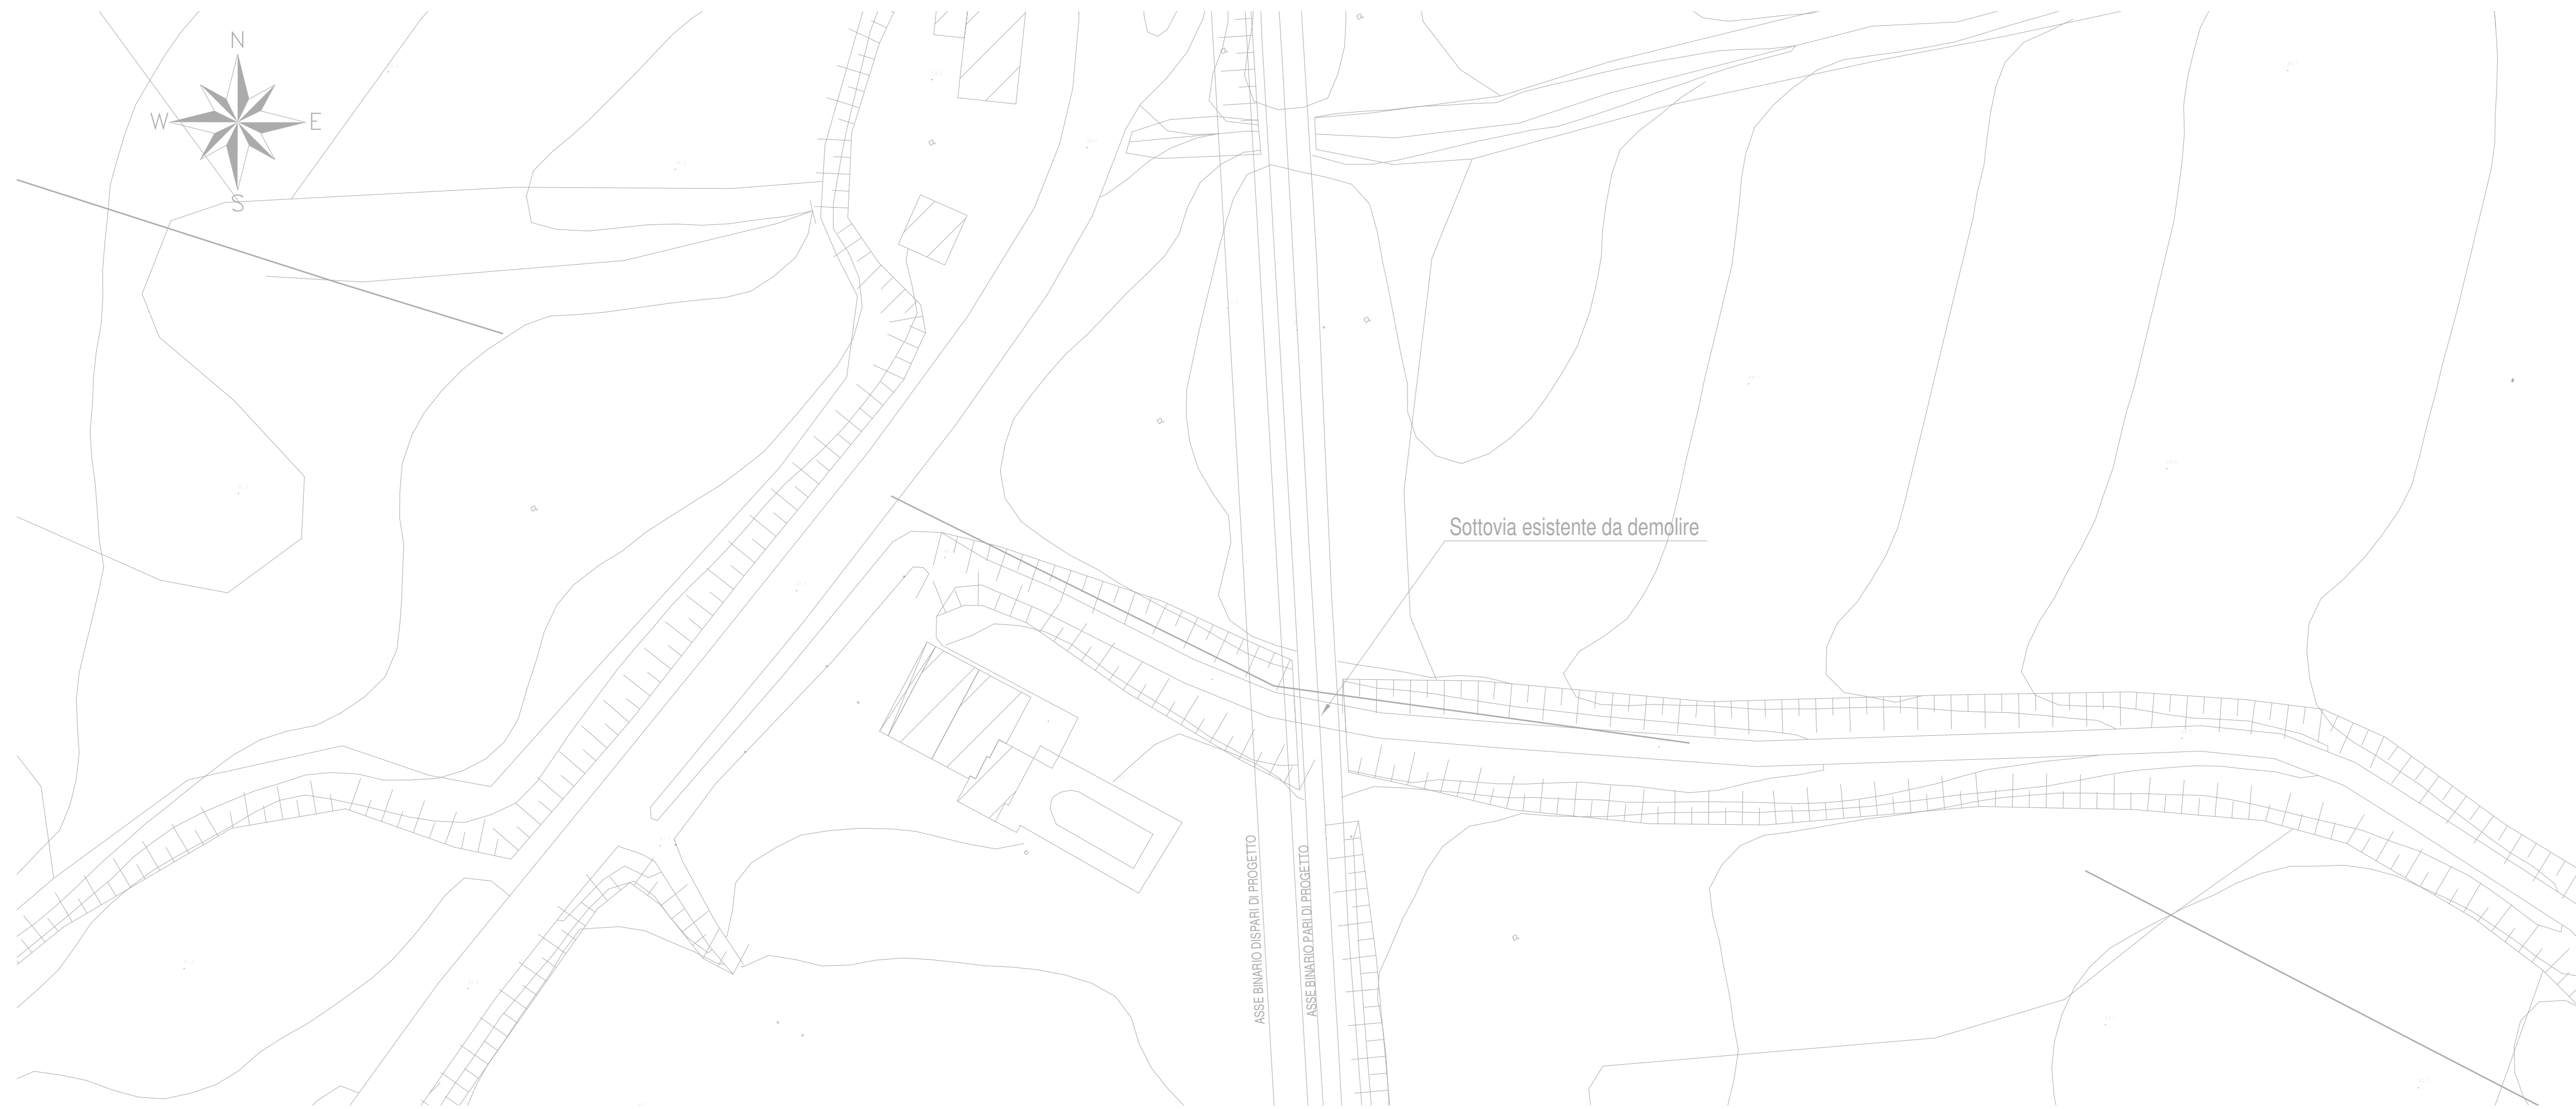 N
W
E
S
a
a
a
a
a
a
Sottovia esistente da demolire
ASSE BINARIO DISPARI DI PROGETTO
ASSE BINARIO PARI DI PROGETTO
a